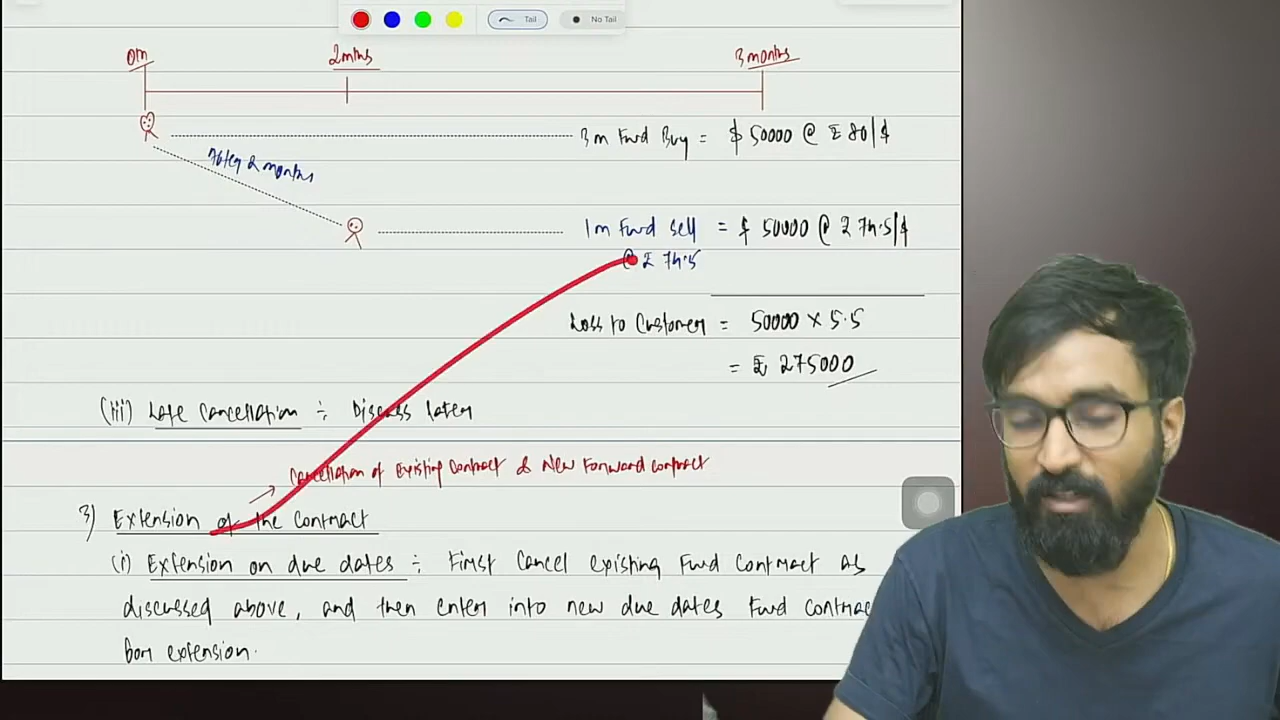 Tail
No Tail
0m
2mths
3 months
3m Fwd Buy = $ 50000 @ ₹ 80/$
After 2 months
1m Fwd Sell = $ 50000 @ ₹ 74.5/$
@ ₹ 74.5
Loss to Customer = 50000 × 5.5
= ₹ 275000
(iii) Late Cancellation ÷ Discuss later
→ Cancellation of Existing Contract & New Forward contract
3) Extension of the Contract
(i) Extension on due dates ÷ First Cancel existing Fwd Contract as
discussed above, and then enter into new due dates Fwd contrac
extension.